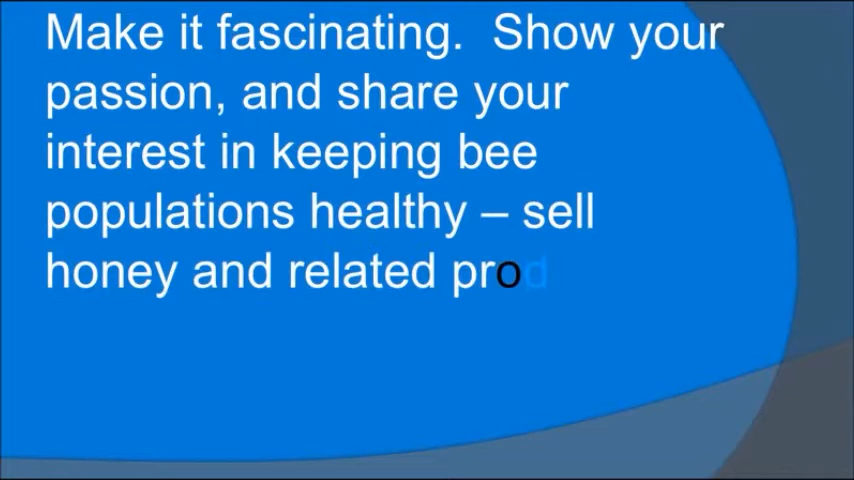 Make it fascinating.  Show your
passion, and share your
interest in keeping bee
populations healthy – sell
honey and related prod